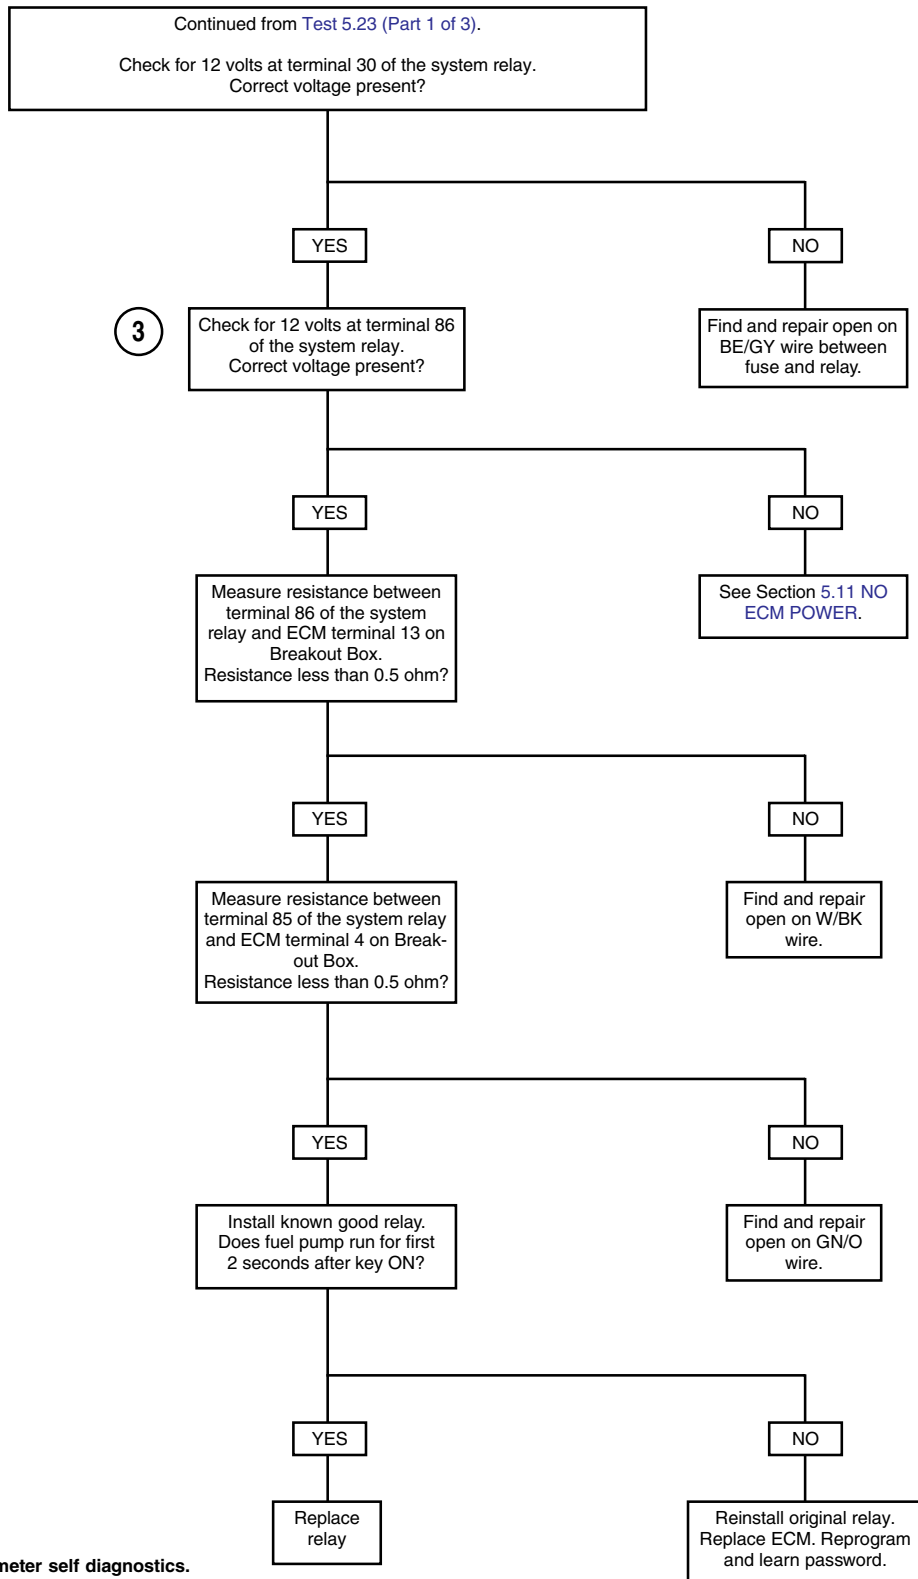 Continued from Test 5.23 (Part 1 of 3).
Check for 12 volts at terminal 30 of the system relay.
Correct voltage present?
YES
NO
3
Check for 12 volts at terminal 86
of the system relay.
Correct voltage present?
Find and repair open on
BE/GY wire between
fuse and relay.
YES
NO
Measure resistance between
terminal 86 of the system
relay and ECM terminal 13 on
Breakout Box.
Resistance less than 0.5 ohm?
See Section 5.11 NO
ECM POWER.
YES
NO
Measure resistance between
terminal 85 of the system relay
and ECM terminal 4 on Break-
out Box.
Resistance less than 0.5 ohm?
Find and repair
open on W/BK
wire.
YES
NO
Install known good relay.
Does fuel pump run for first
2 seconds after key ON?
Find and repair
open on GN/O
wire.
YES
NO
Replace
relay
Reinstall original relay.
Replace ECM. Reprogram
and learn password.
meter self diagnostics.